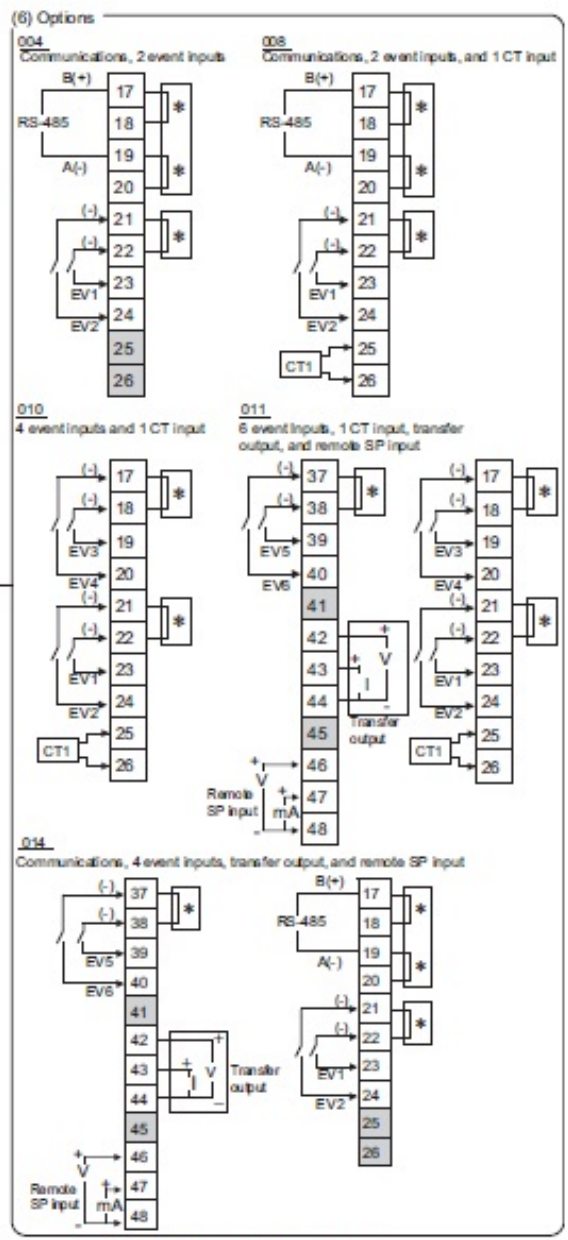 (6) Options
004
Communications, 2 event inputs
B(+)
RS-485
A(-)
17
18
19
20
21
22
23
24
25
26
*
*
*
(-)
(-)
EV1
EV2
008
Communications, 2 event inputs, and 1 CT input
B(+)
RS-485
A(-)
17
18
19
20
21
22
23
24
25
26
*
*
*
(-)
(-)
EV1
EV2
CT1
010
4 event inputs and 1 CT input
(-)
(-)
EV3
EV4
(-)
(-)
EV1
EV2
CT1
17
18
19
20
21
22
23
24
25
26
*
*
011
6 event Inputs, 1 CT input, transfer
output, and remote SP input
(-)
(-)
EV5
EV6
37
38
39
40
41
42
43
44
45
46
47
48
*
+
+
V
I
-
Transfer
output
+
V
+
Remote
SP input
mA
-
(-)
(-)
EV3
EV4
(-)
(-)
EV1
EV2
CT1
17
18
19
20
21
22
23
24
25
26
*
*
014
Communications, 4 event inputs, transfer output, and remote SP input
(-)
(-)
EV5
EV6
37
38
39
40
41
42
43
44
45
46
47
48
*
+
+
V
I
–
Transfer
output
+
V
+
Remote
SP input
mA
-
B(+)
RS-485
A(-)
17
18
19
20
21
22
23
24
25
26
*
*
*
(-)
(-)
EV1
EV2